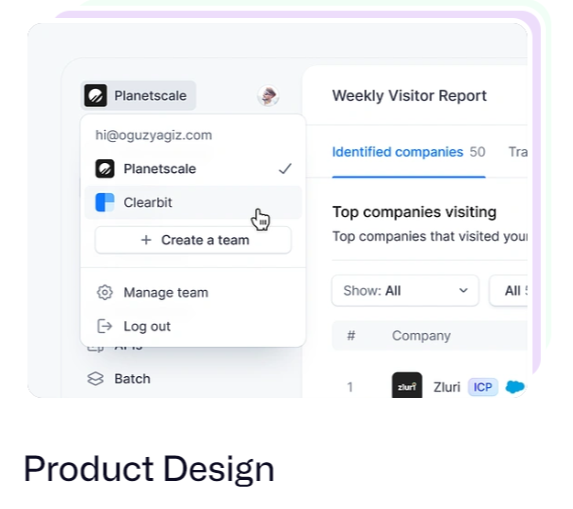 Planetscale
hi@oguzyagiz.com
Planetscale
Clearbit
+ Create a team
Manage team
Log out
Batch
Weekly Visitor Report
Identified companies 50 Tra
Top companies visiting
Top companies that visited your
Show: All
All
# Company
1 zluri Zluri ICP
Product Design